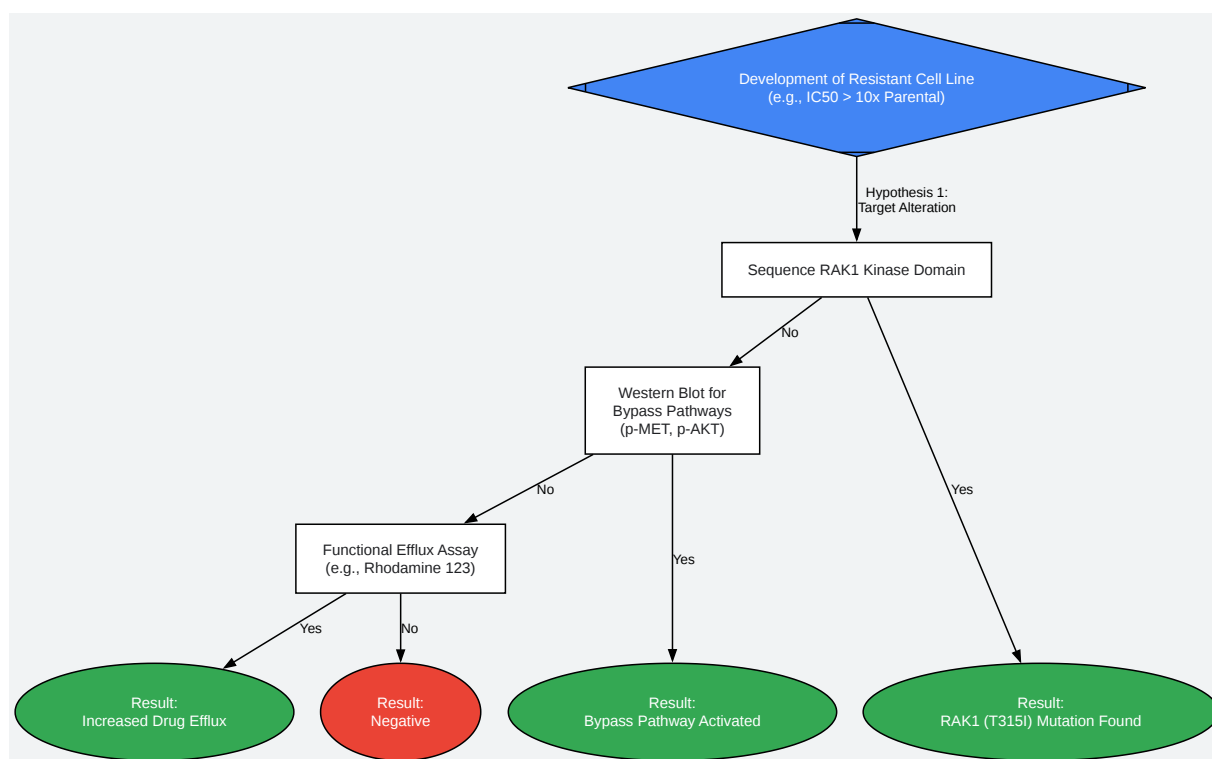 Development of Resistant Cell Line
(e.g., IC50 > 10x Parental)
Hypothesis 1:
Target Alteration
Sequence RAK1 Kinase Domain
No
Western Blot for
Bypass Pathways
(p-MET, p-AKT)
No
Yes
Functional Efflux Assay
(e.g., Rhodamine 123)
Yes
Yes
No
Result:
Increased Drug Efflux
Result:
Negative
Result:
Bypass Pathway Activated
Result:
RAK1 (T315I) Mutation Found